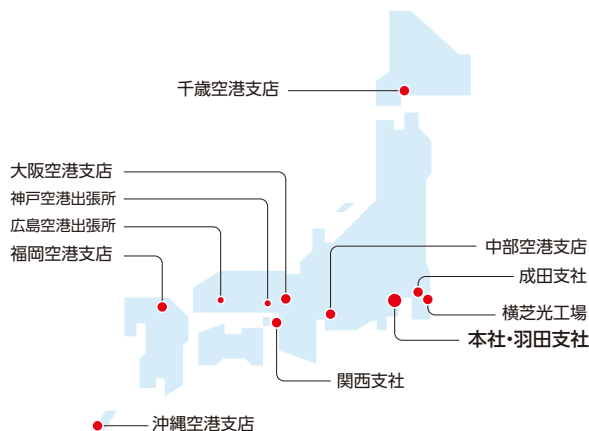 千歳空港支店
大阪空港支店
神戸空港出張所
広島空港出張所
福岡空港支店
中部空港支店
成田支社
横芝光工場
本社・羽田支社
関西支社
沖縄空港支店